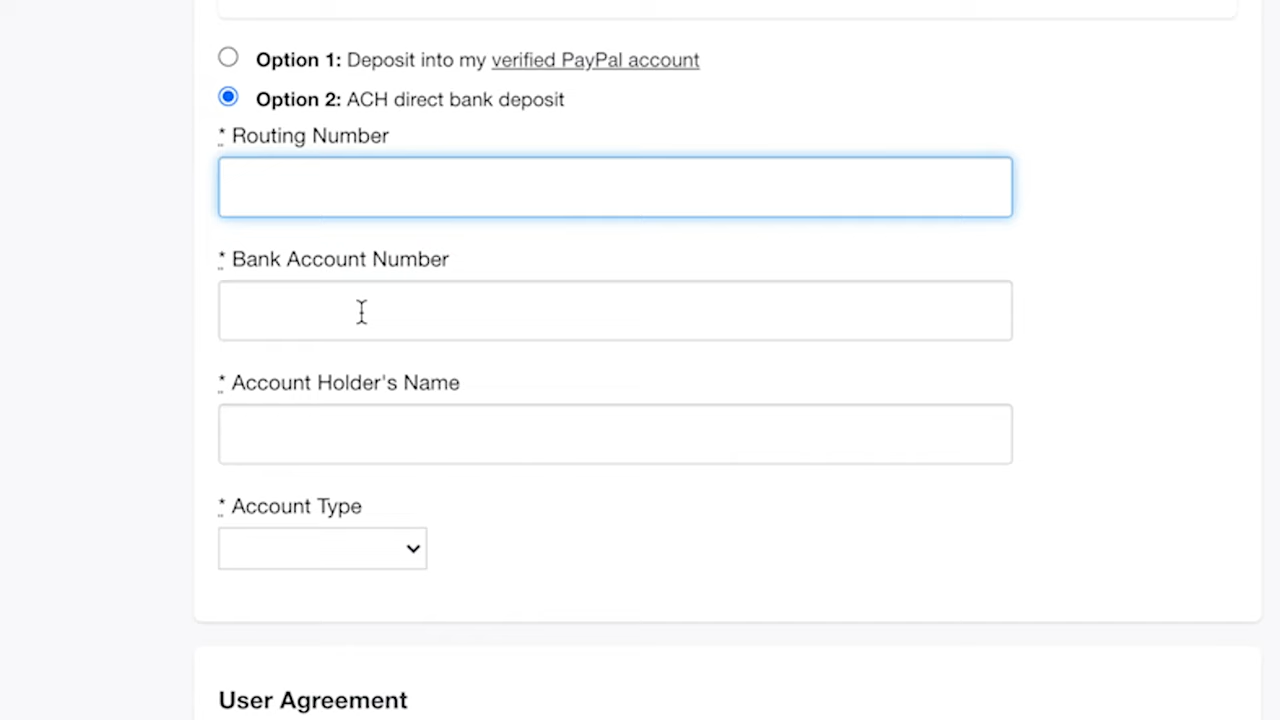 Option 1: Deposit into my verified PayPal account
Option 2: ACH direct bank deposit
* Routing Number
* Bank Account Number
* Account Holder's Name
* Account Type
User Agreement